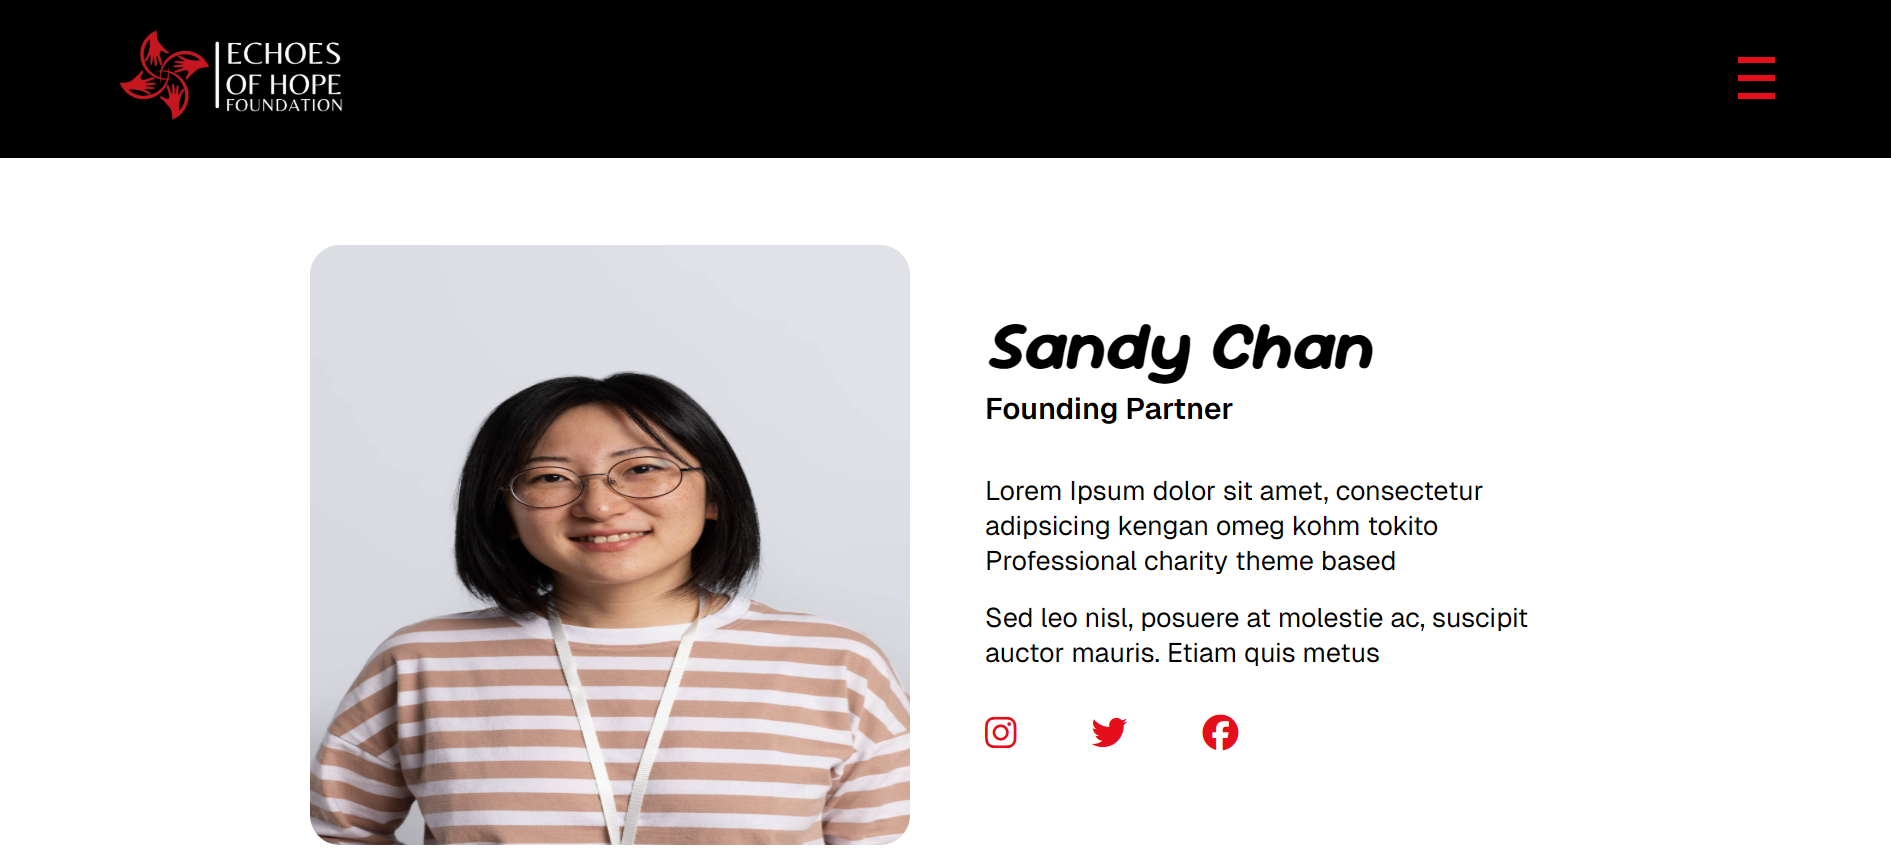 ECHOES
OF HOPE
FOUNDATION
Sandy Chan
Founding Partner
Lorem Ipsum dolor sit amet, consectetur
adipsicing kengan omeg kohm tokito
Professional charity theme based
Sed leo nisl, posuere at molestie ac, suscipit
auctor mauris. Etiam quis metus